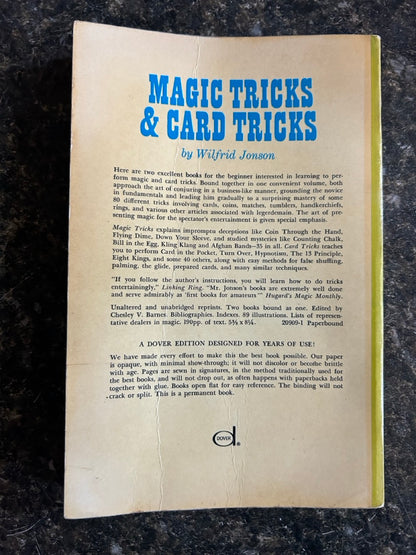 MAGIC TRICKS
& CARD TRICKS
by Wilfrid Jonson
Here are two excellent books for the beginner interested in learning to per-
form magic and card tricks. Bound together in one convenient volume, both
approach the art of conjuring in a business-like manner, grounding the novice
in fundamentals and leading him gradually to a surprising mastery of some
80 different tricks involving cards, coins, matches, tumblers, handkerchiefs,
rings, and various other articles associated with legerdemain. The art of pre-
senting magic for the spectator's entertainment is given special emphasis.
Magic Tricks explains impromptu deceptions like Coin Through the Hand,
Flying Dime, Down Your Sleeve, and studied mysteries like Counting Chalk,
Bill in the Egg, Kling Klang and Afghan Bands—35 in all. Card Tricks teaches
you to perform Card in the Pocket, Turn Over, Hypnotism, The 13 Principle,
Eight Kings, and some 40 others, along with easy methods for false shuffling,
palming, the glide, prepared cards, and many similar techniques.
"If you follow the author's instructions, you will learn how to do tricks
entertainingly," Linking Ring. "Mr. Jonson's books are extremely well done
and serve admirably as 'first books for amateurs'" Hugard's Magic Monthly.
Unaltered and unabridged reprints. Two books bound as one. Edited by
Chesley V. Barnes. Bibliographies. Indexes. 89 illustrations. Lists of represen-
tative dealers in magic. 190pp. of text. 5⅜ x 8¼. 20909-1 Paperbound
A DOVER EDITION DESIGNED FOR YEARS OF USE!
We have made every effort to make this the best book possible. Our paper
is opaque, with minimal show-through; it will not discolor or become brittle
with age. Pages are sewn in signatures, in the method traditionally used for
the best books, and will not drop out, as often happens with paperbacks held
together with glue. Books open flat for easy reference. The binding will not
crack or split. This is a permanent book.
DOVER
®